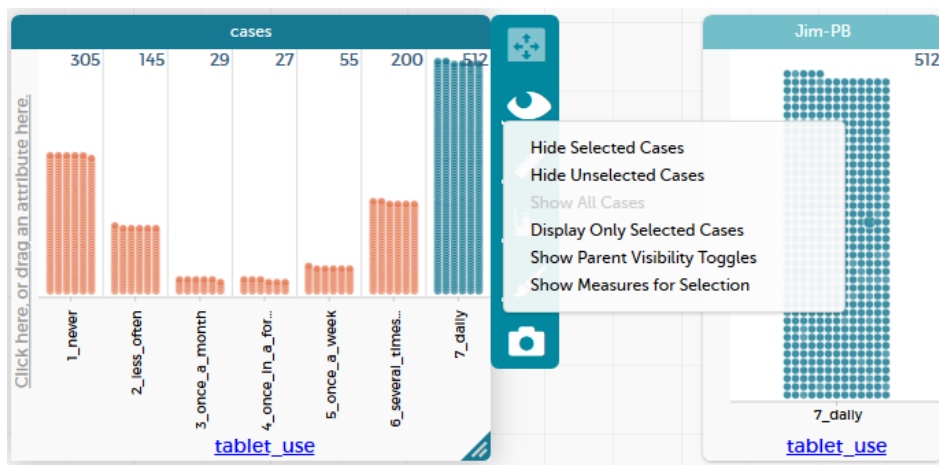 cases
Jim-PB
305 145 29 27 55 200 512
512
Click here, or drag an attribute here.
Hide Selected Cases
Hide Unselected Cases
Show All Cases
Display Only Selected Cases
Show Parent Visibility Toggles
Show Measures for Selection
1_never
2_less_often
3_once_a_month
4_once_in_a_for...
5_once_a_week
6_several_times...
7_daily
7_daily
tablet_use
tablet_use